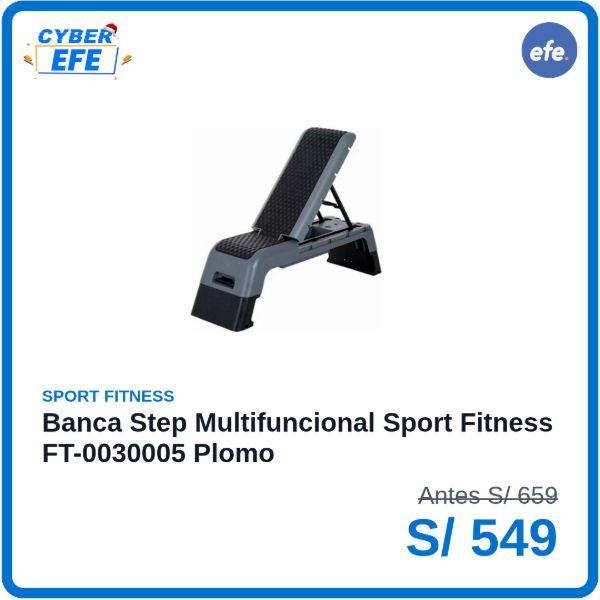 CYBER
EFE
efe.
SPORT FITNESS
Banca Step Multifuncional Sport Fitness
FT-0030005 Plomo
Antes S/ 659
S/ 549